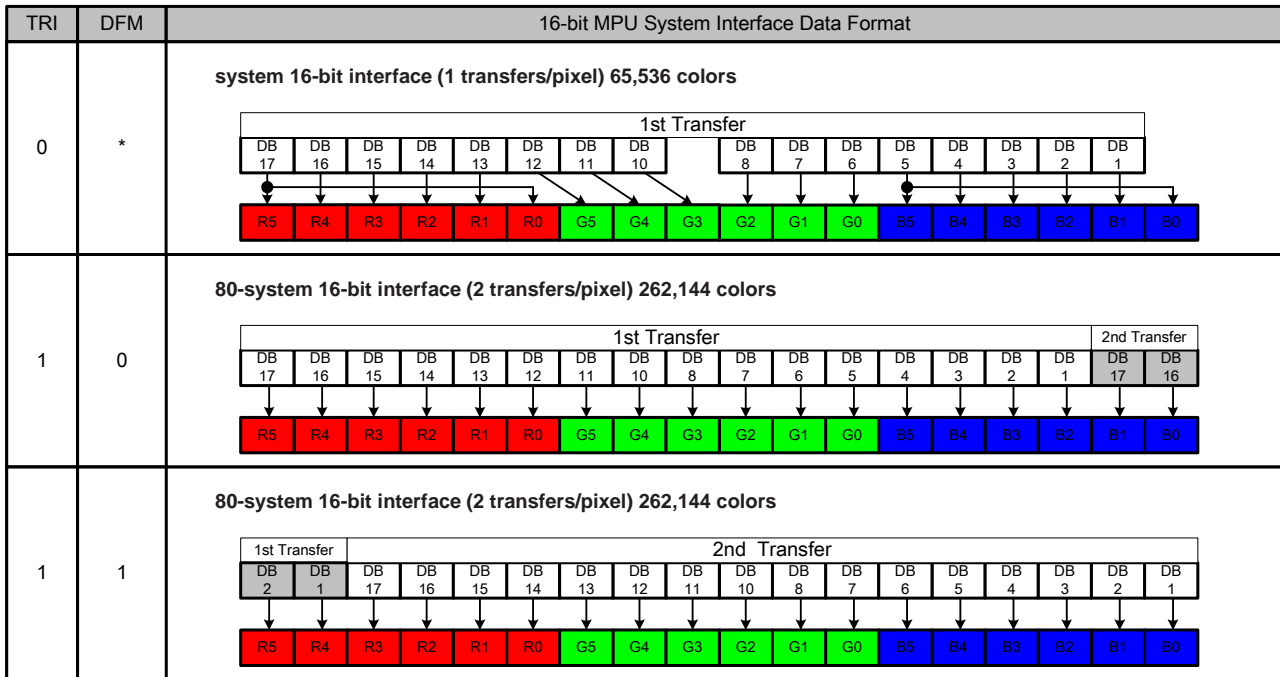 TRI DFM 16-bit MPU System Interface Data Format
system 16-bit interface (1 transfers/pixel) 65,536 colors
0 *
1st Transfer
DB 17 DB 16 DB 15 DB 14 DB 13 DB 12 DB 11 DB 10 DB 8 DB 7 DB 6 DB 5 DB 4 DB 3 DB 2 DB 1
R5 R4 R3 R2 R1 R0 G5 G4 G3 G2 G1 G0 B5 B4 B3 B2 B1 B0
80-system 16-bit interface (2 transfers/pixel) 262,144 colors
1 0
1st Transfer 2nd Transfer
DB 17 DB 16 DB 15 DB 14 DB 13 DB 12 DB 11 DB 10 DB 8 DB 7 DB 6 DB 5 DB 4 DB 3 DB 2 DB 1 DB 17 DB 16
R5 R4 R3 R2 R1 R0 G5 G4 G3 G2 G1 G0 B5 B4 B3 B2 B1 B0
80-system 16-bit interface (2 transfers/pixel) 262,144 colors
1 1
1st Transfer 2nd Transfer
DB 2 DB 1 DB 17 DB 16 DB 15 DB 14 DB 13 DB 12 DB 11 DB 10 DB 8 DB 7 DB 6 DB 5 DB 4 DB 3 DB 2 DB 1
R5 R4 R3 R2 R1 R0 G5 G4 G3 G2 G1 G0 B5 B4 B3 B2 B1 B0